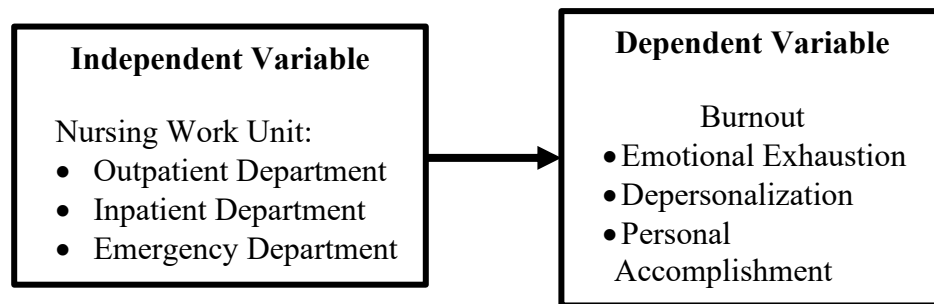 Independent Variable
Nursing Work Unit:
• Outpatient Department
• Inpatient Department
• Emergency Department
Dependent Variable
Burnout
• Emotional Exhaustion
• Depersonalization
• Personal
Accomplishment